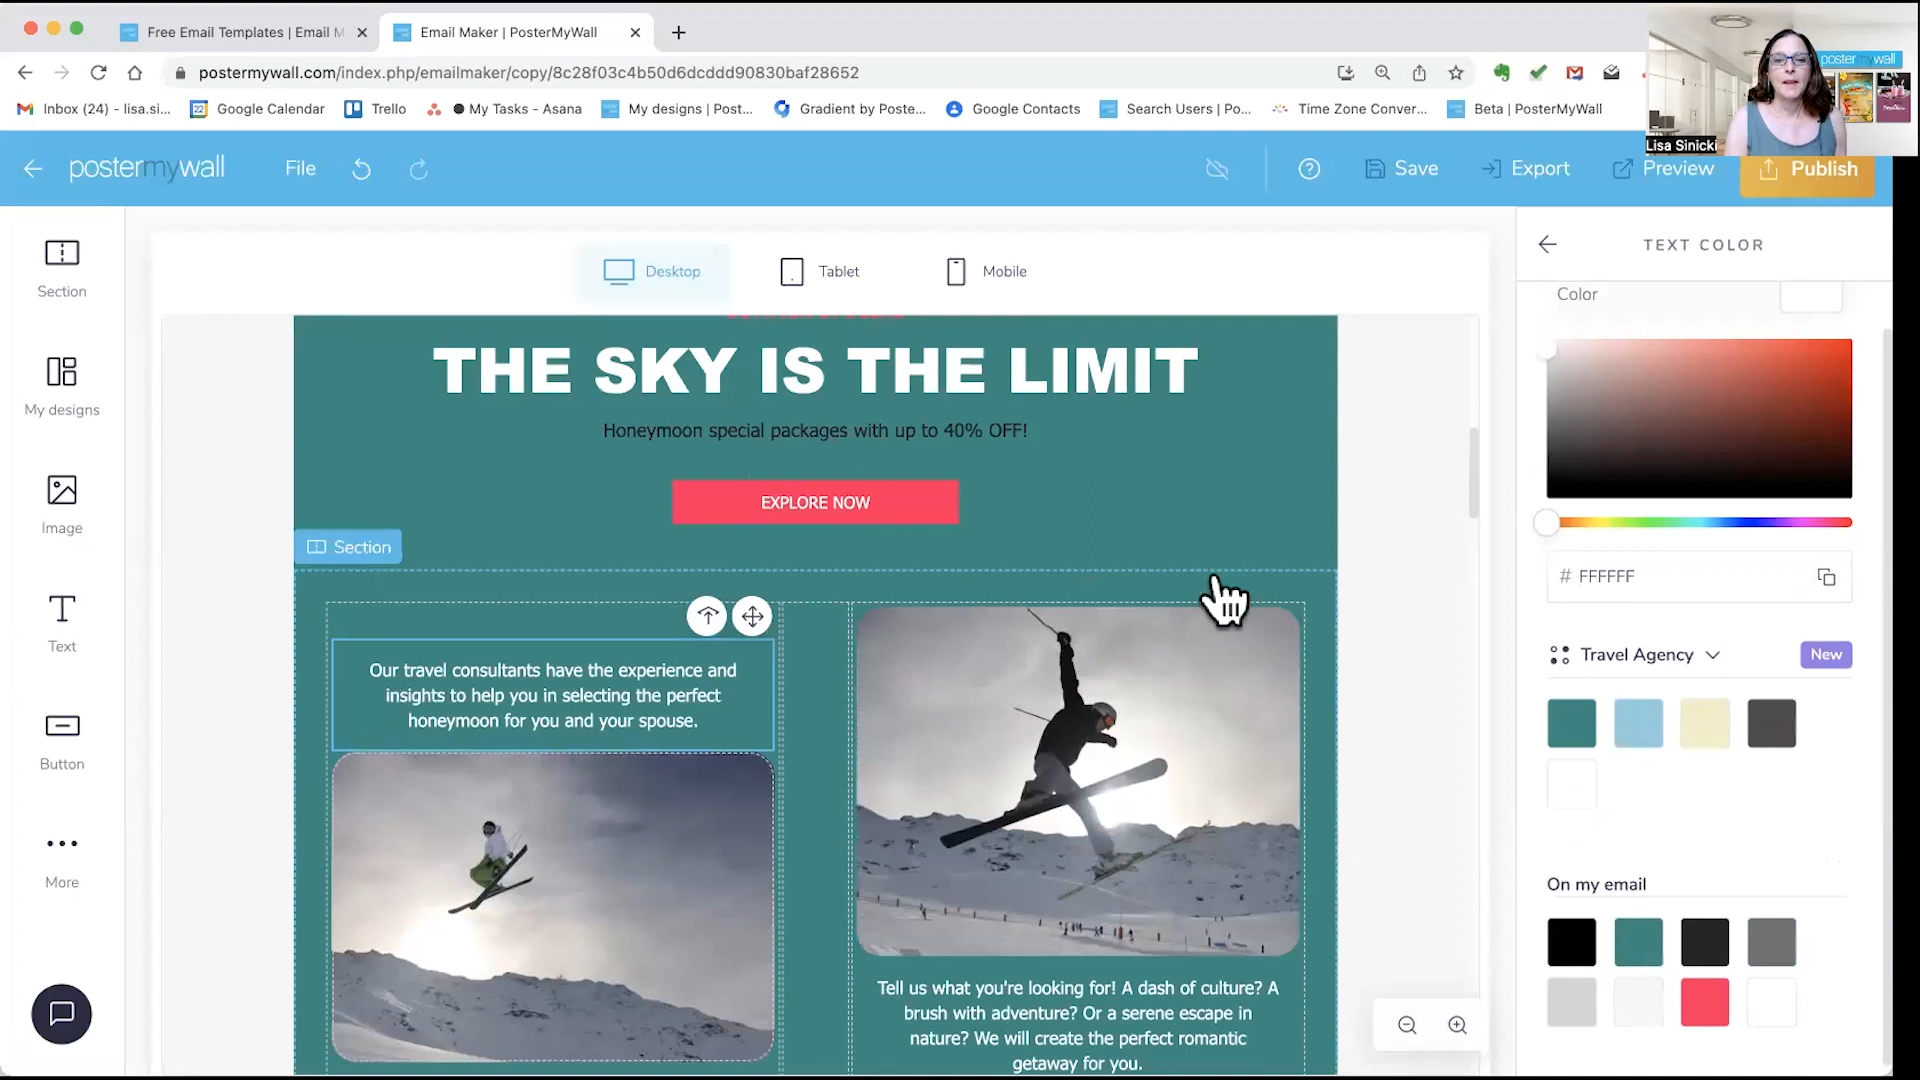 Free Email Templates | Email M
Email Maker | PosterMyWall
postermywall.com/index.php/emailmaker/copy/8c28f03c4b50d6dcddd90830baf28652
Inbox (24) - lisa.si...
22
Google Calendar
Trello
My Tasks - Asana
My designs | Post...
Gradient by Poste...
Google Contacts
Search Users | Po...
Time Zone Conver...
Beta | PosterMyWall
postermywall
Lisa Sinicki
postermywall
File
Save
Export
Preview
Publish
Section
My designs
Image
Text
Button
More
Desktop
Tablet
Mobile
THE SKY IS THE LIMIT
Honeymoon special packages with up to 40% OFF!
EXPLORE NOW
Section
Our travel consultants have the experience and
insights to help you in selecting the perfect
honeymoon for you and your spouse.
Tell us what you're looking for! A dash of culture? A
brush with adventure? Or a serene escape in
nature? We will create the perfect romantic
getaway for you.
TEXT COLOR
Color
# FFFFFF
Travel Agency
New
On my email